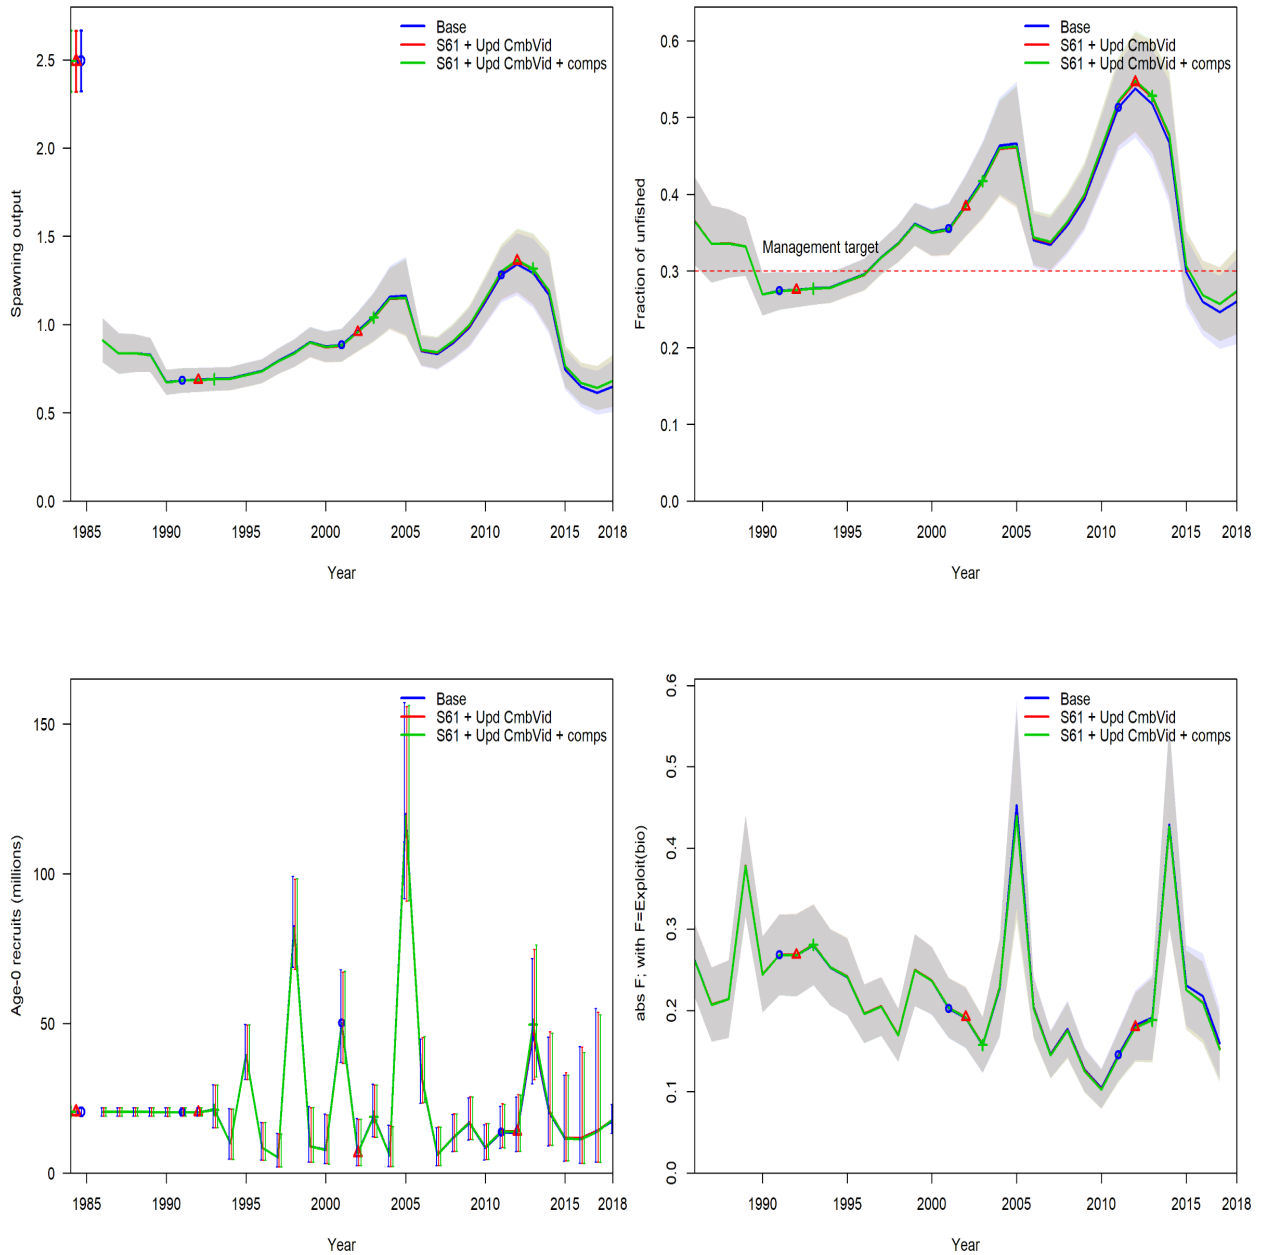 Base
S61 + Upd CmbVid
S61 + Upd CmbVid + comps
Spawning output
2.5
2.0
1.5
1.0
0.5
0.0
1985 1990 1995 2000 2005 2010 2015 2018
Year
Base
S61 + Upd CmbVid
S61 + Upd CmbVid + comps
Management target
Fraction of unfished
0.6
0.5
0.4
0.3
0.2
0.1
0.0
1990 1995 2000 2005 2010 2015 2018
Year
Base
S61 + Upd CmbVid
S61 + Upd CmbVid + comps
Age-0 recruits (millions)
150
100
50
0
1985 1990 1995 2000 2005 2010 2015 2018
Year
Base
S61 + Upd CmbVid
S61 + Upd CmbVid + comps
abs F; with F=Exploit(bio)
0.6
0.5
0.4
0.3
0.2
0.1
0.0
1990 1995 2000 2005 2010 2015 2018
Year